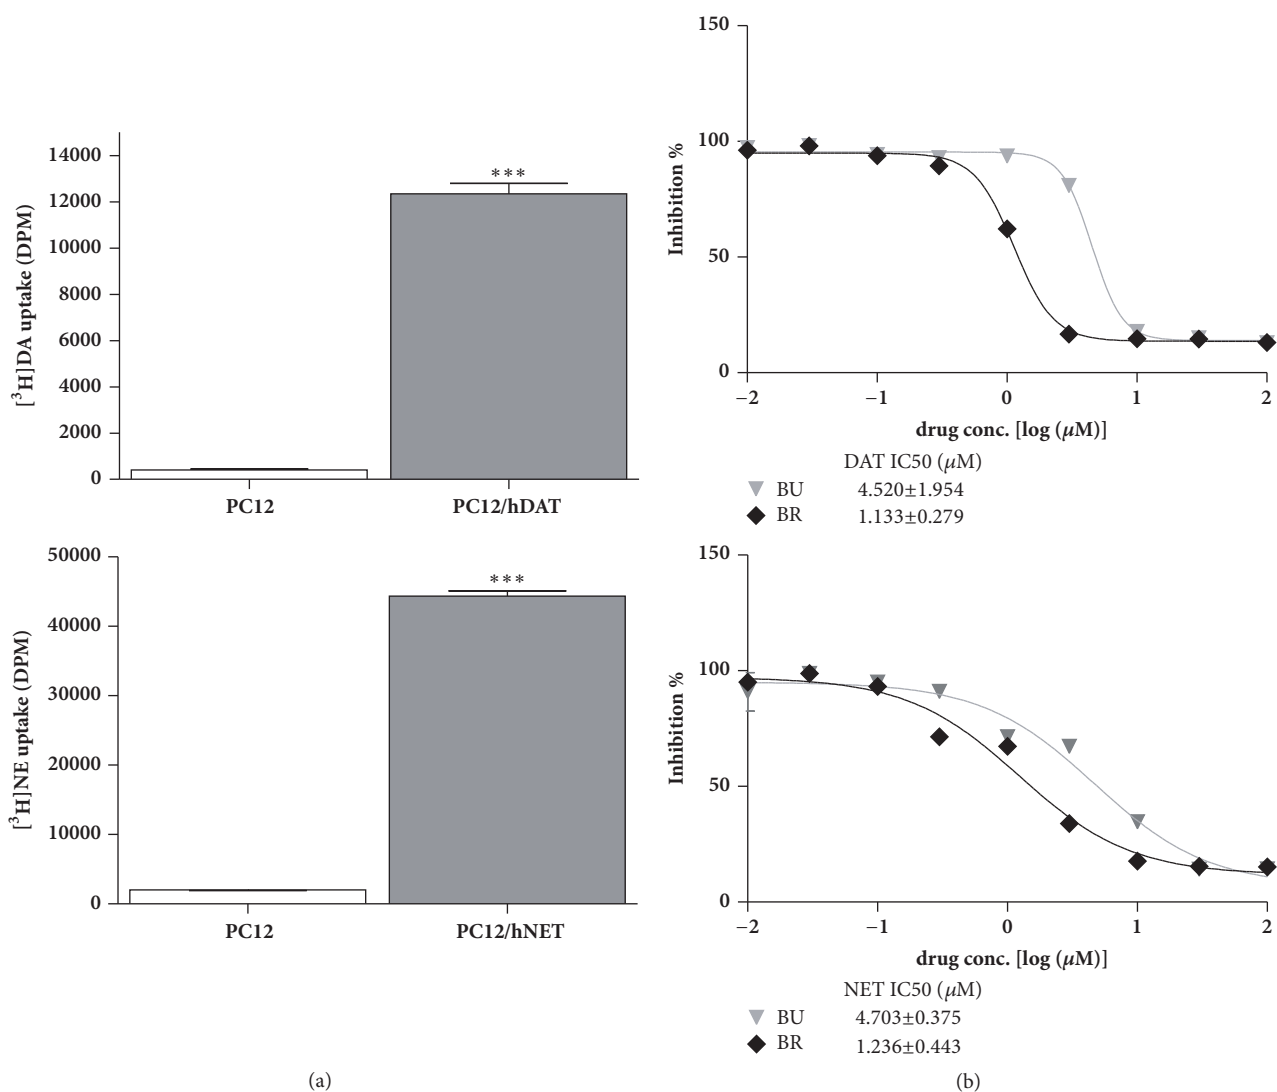 14000
12000
10000
8000
6000
4000
2000
0
[³H]DA uptake (DPM)
***
PC12
PC12/hDAT
50000
40000
30000
20000
10000
0
[³H]NE uptake (DPM)
***
PC12
PC12/hNET
(a)
150
100
50
0
Inhibition %
−2 −1 0 1 2
drug conc. [log (μM)]
DAT IC50 (μM)
BU 4.520±1.954
BR 1.133±0.279
150
100
50
0
Inhibition %
−2 −1 0 1 2
drug conc. [log (μM)]
NET IC50 (μM)
BU 4.703±0.375
BR 1.236±0.443
(b)